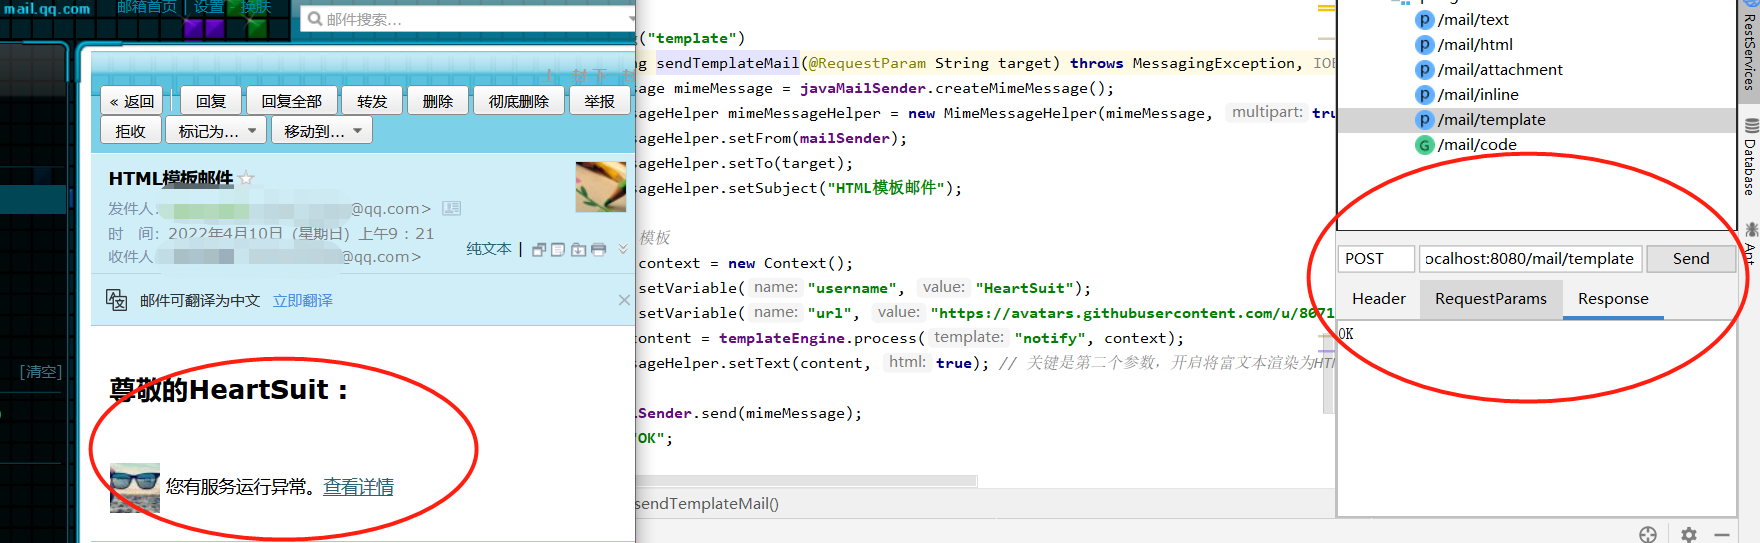 mail.qq.com
邮箱首页 | 设置 - 换肤
邮件搜索...
« 返回
回复
回复全部
转发
删除
彻底删除
举报
拒收
标记为...
移动到...
HTML模板邮件
发件人:
@qq.com>
时 间: 2022年4月10日 (星期日) 上午9 : 21
收件人
@qq.com>
纯文本 |
邮件可翻译为中文 立即翻译
[清空]
尊敬的HeartSuit：
您有服务运行异常。查看详情
("template")
sendTemplateMail(@RequestParam String target) throws MessagingException, IOE
sage mimeMessage = javaMailSender.createMimeMessage();
sageHelper mimeMessageHelper = new MimeMessageHelper(mimeMessage, multipart: tru
sageHelper.setFrom(mailSender);
sageHelper.setTo(target);
sageHelper.setSubject("HTML模板邮件");
模板
context = new Context();
setVariable( name: "username", value: "HeartSuit");
setVariable( name: "url", value: "https://avatars.githubusercontent.com/u/8071
ontent = templateEngine.process( template: "notify", context);
sageHelper.setText(content, html: true); // 关键是第二个参数，开启将富文本渲染为HTM
Sender.send(mimeMessage);
OK";
sendTemplateMail()
/mail/text
/mail/html
/mail/attachment
/mail/inline
/mail/template
/mail/code
POST
ocalhost:8080/mail/template
Send
Header
RequestParams
Response
OK
RestServices
Database
Ant